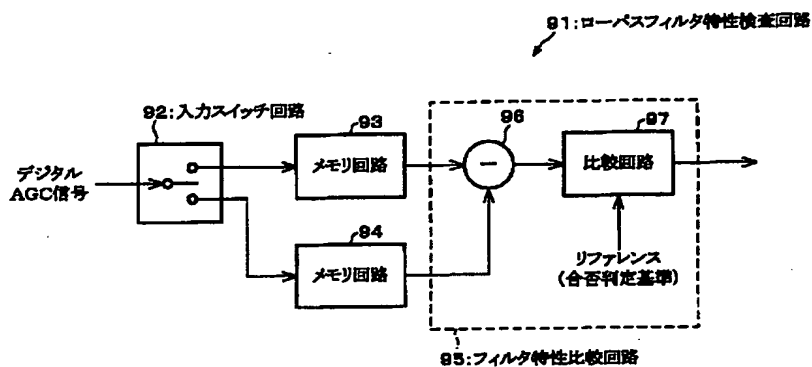 91:ローパスフィルタ特性検査回路
92:入力スイッチ回路
93
96
97
デジタル
AGC信号
メモリ回路
−
比較回路
94
メモリ回路
リファレンス
(合否判定基準)
95:フィルタ特性比較回路